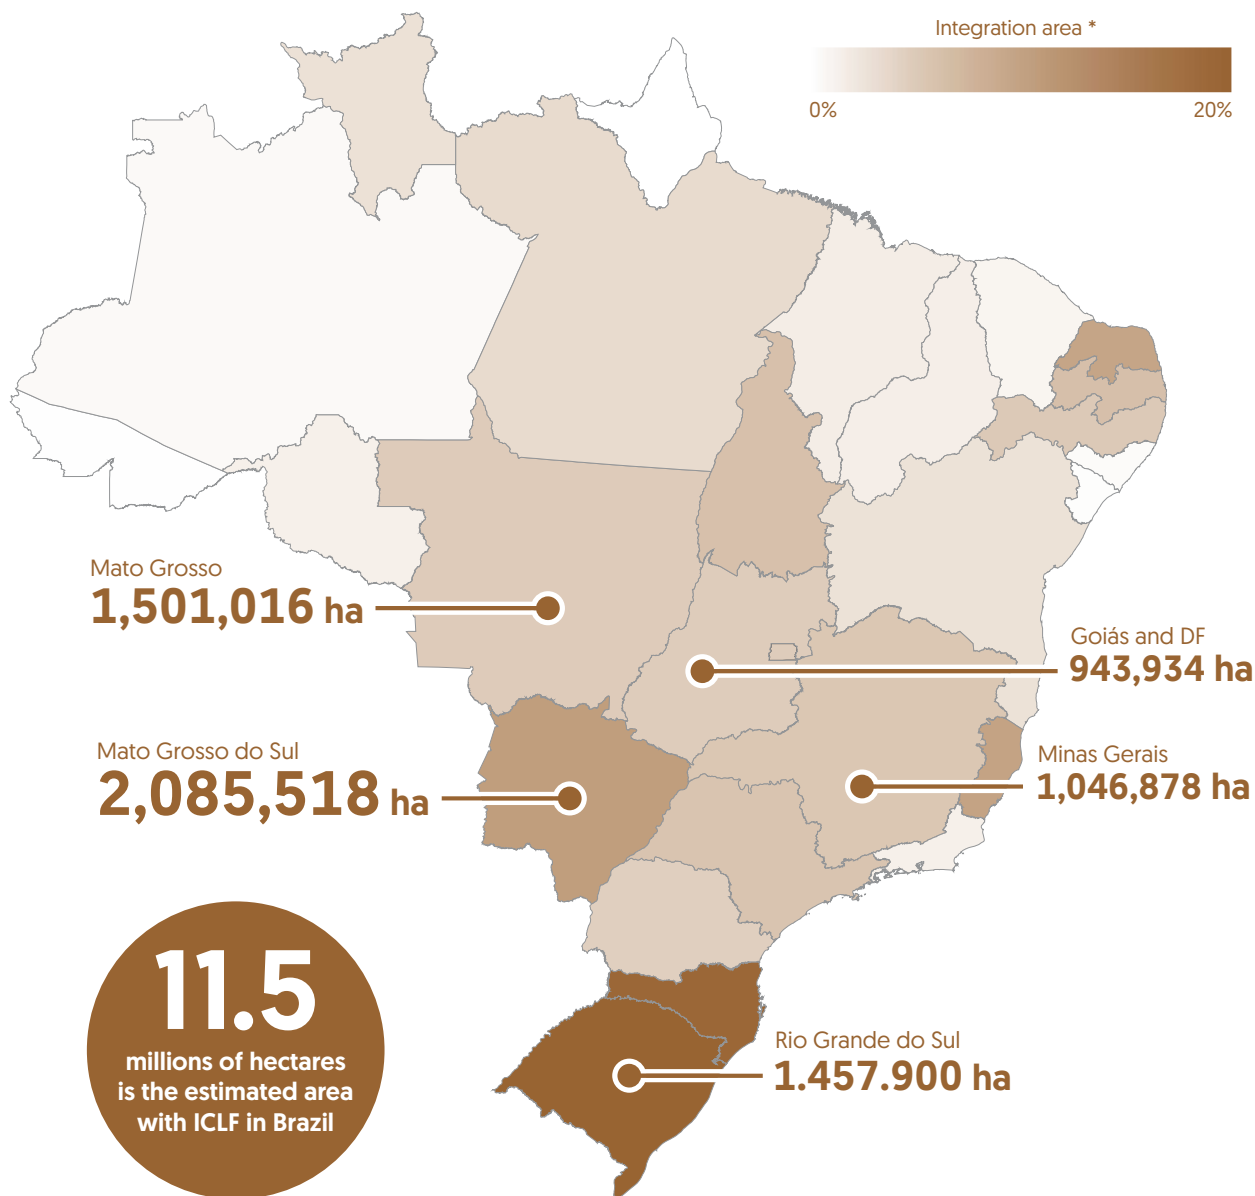 Integration area *
0%
20%
Mato Grosso
1,501,016 ha
Goiás and DF
943,934 ha
Mato Grosso do Sul
2,085,518 ha
Minas Gerais
1,046,878 ha
11.5
millions of hectares
is the estimated area
with ICLF in Brazil
Rio Grande do Sul
1.457.900 ha